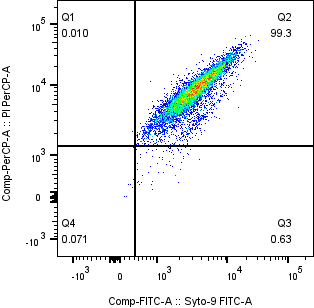 Q1
0.010
Q2
99.3
10^5
10^4
10^3
0
-10^3
Comp-PerCP-A :: PI PerCP-A
Q4
0.071
Q3
0.63
-10^3
0
10^3
10^4
10^5
Comp-FITC-A :: Syto-9 FITC-A